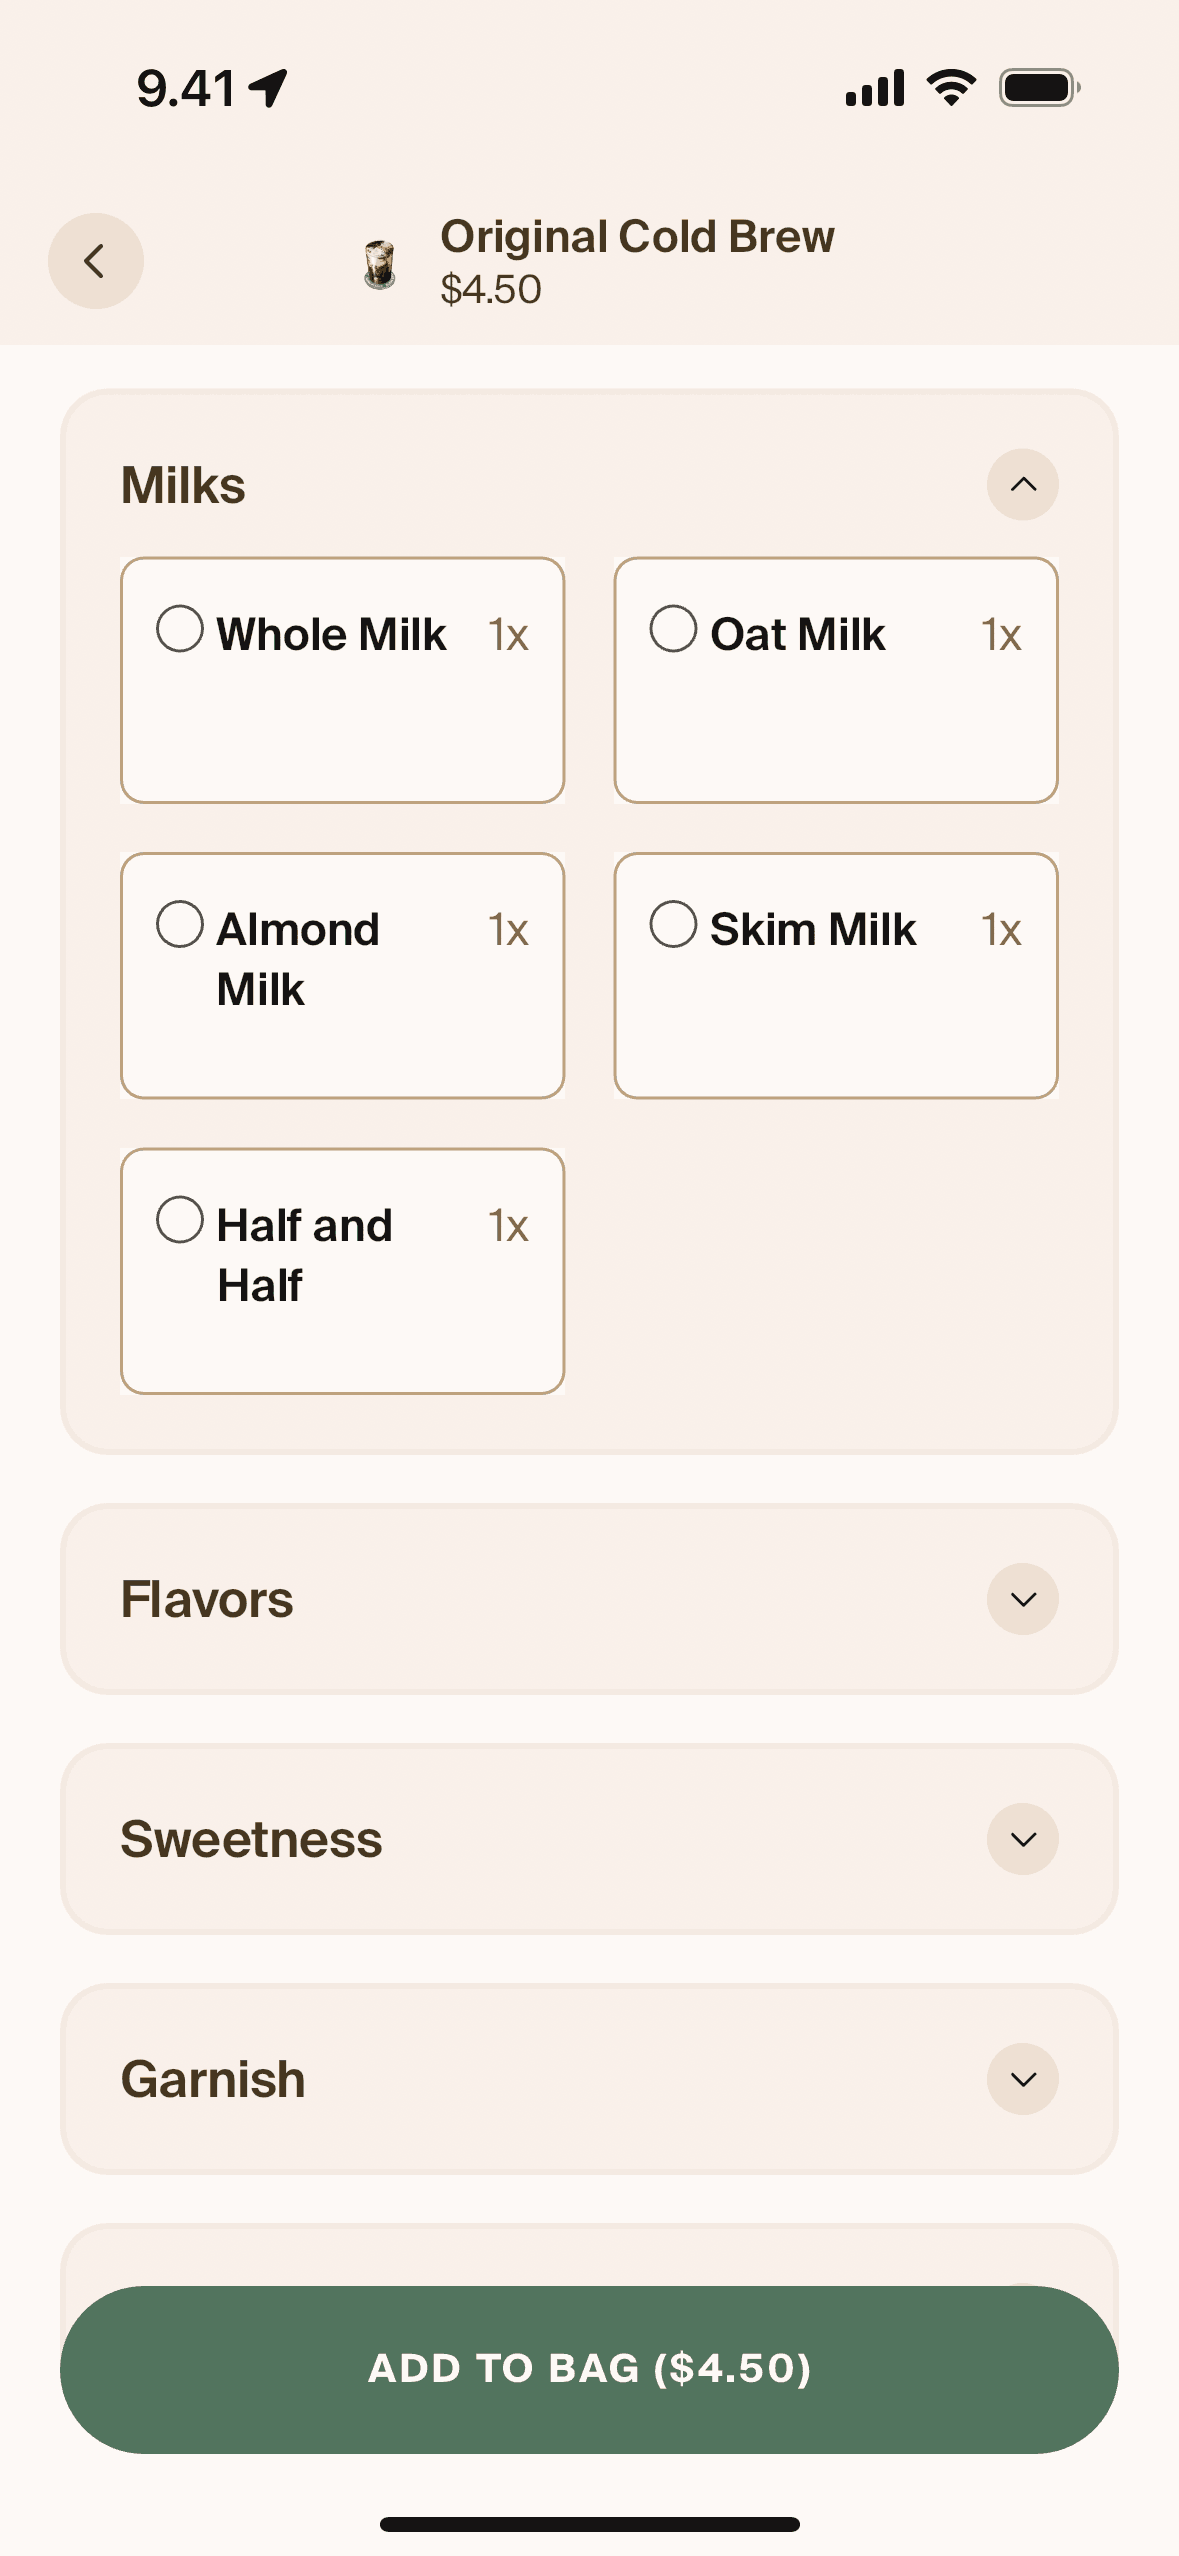 9.41
Original Cold Brew
$4.50
Milks
Whole Milk 1x
Oat Milk 1x
Almond 1x
Milk
Skim Milk 1x
Half and 1x
Half
Flavors
Sweetness
Garnish
ADD TO BAG ($4.50)